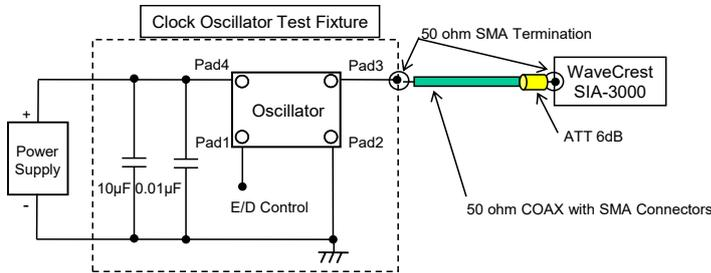 Clock Oscillator Test Fixture
50 ohm SMA Termination
Pad4
Pad3
WaveCrest
SIA-3000
Oscillator
+
Power
Supply
-
Pad1
Pad2
ATT 6dB
10µF
0.01µF
E/D Control
50 ohm COAX with SMA Connectors